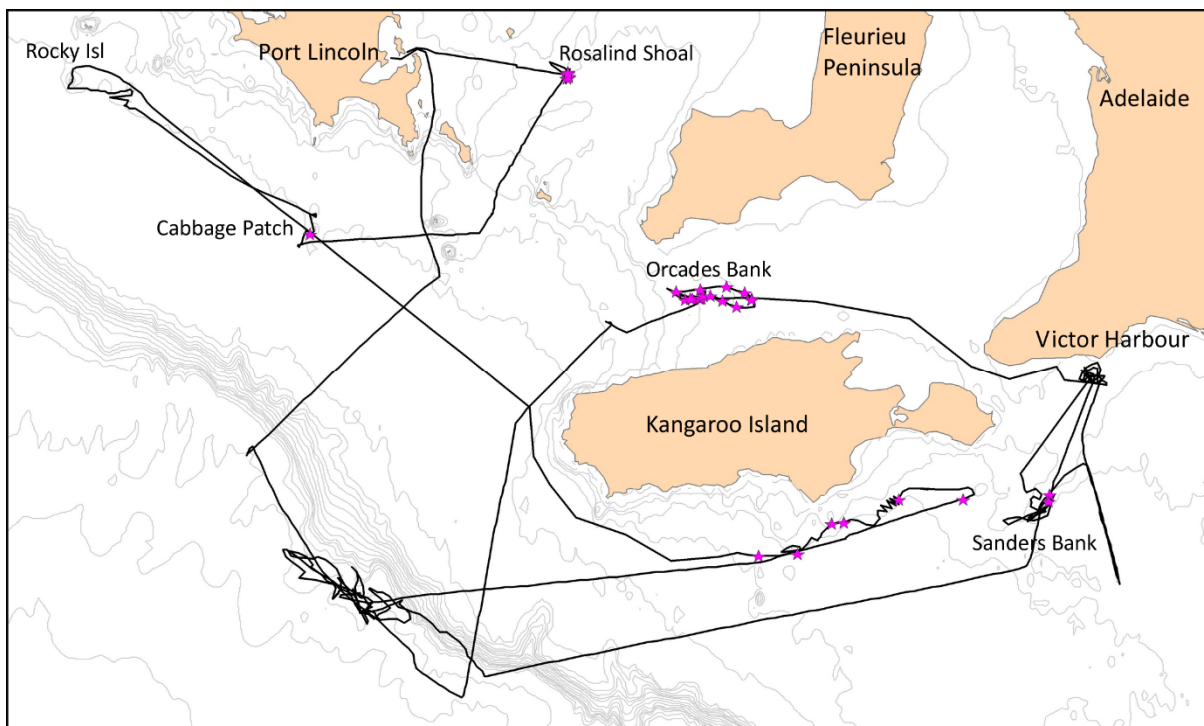 Rocky Isl
Port Lincoln
Rosalind Shoal
Fleurieu
Peninsula
Adelaide
Cabbage Patch
Orcades Bank
Victor Harbour
Kangaroo Island
Sanders Bank